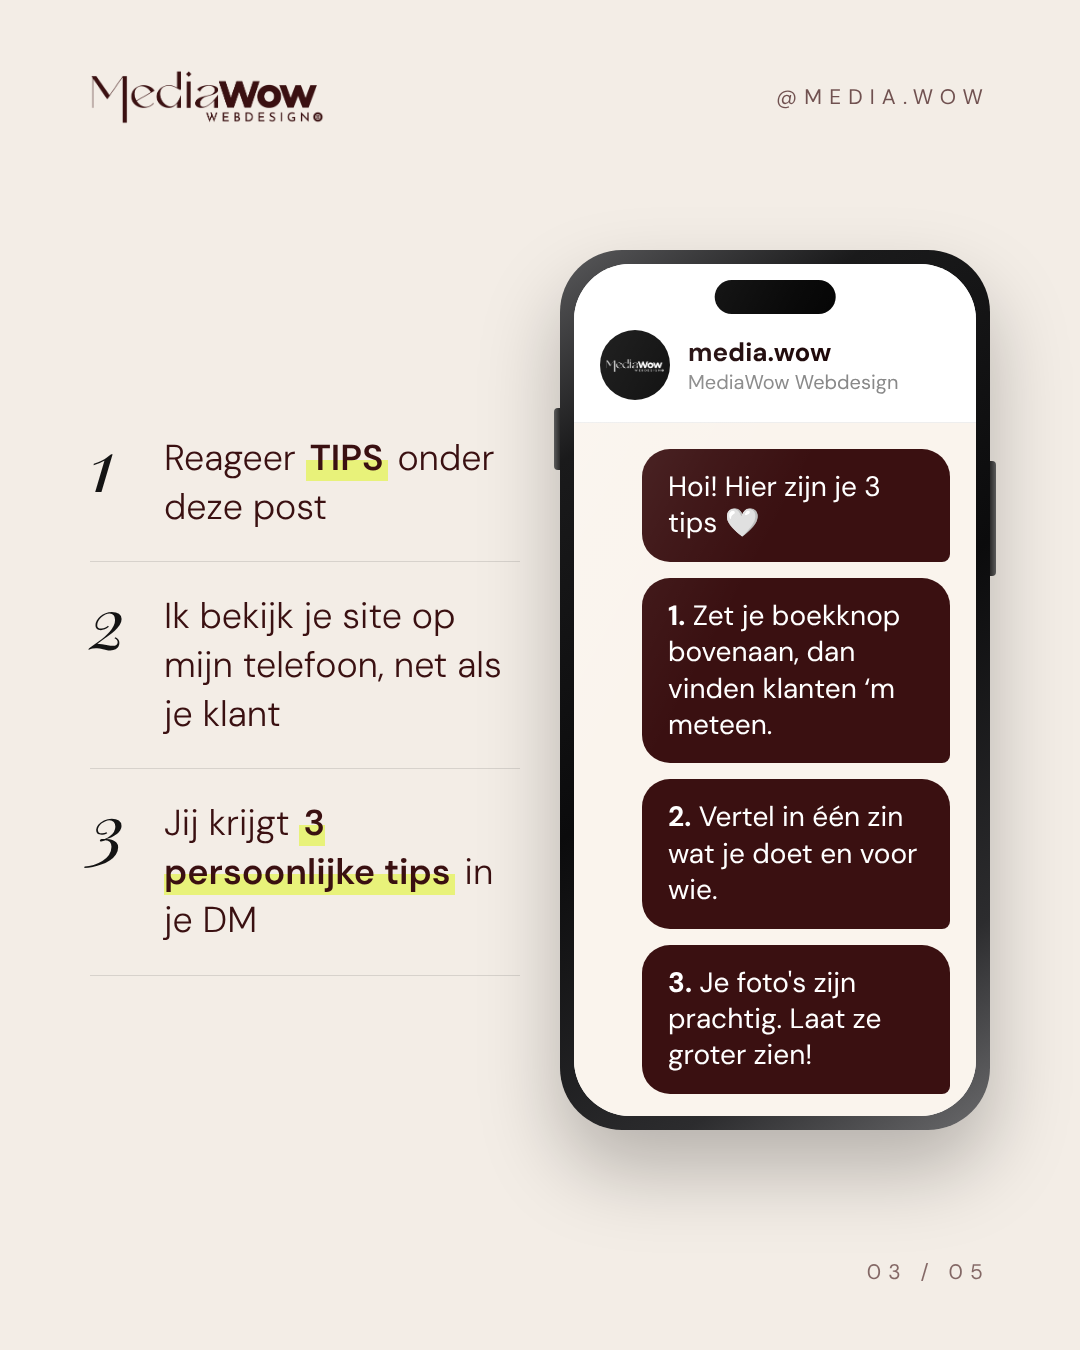 MediaWow
WEBDESIGN
@MEDIA.WOW
1
Reageer TIPS onder
deze post
2
Ik bekijk je site op
mijn telefoon, net als
je klant
3
Jij krijgt 3
persoonlijke tips in
je DM
MediaWow
media.wow
MediaWow Webdesign
Hoi! Hier zijn je 3
tips 🤍
1. Zet je boekknop
bovenaan, dan
vinden klanten ‘m
meteen.
2. Vertel in één zin
wat je doet en voor
wie.
3. Je foto's zijn
prachtig. Laat ze
groter zien!
03 / 05